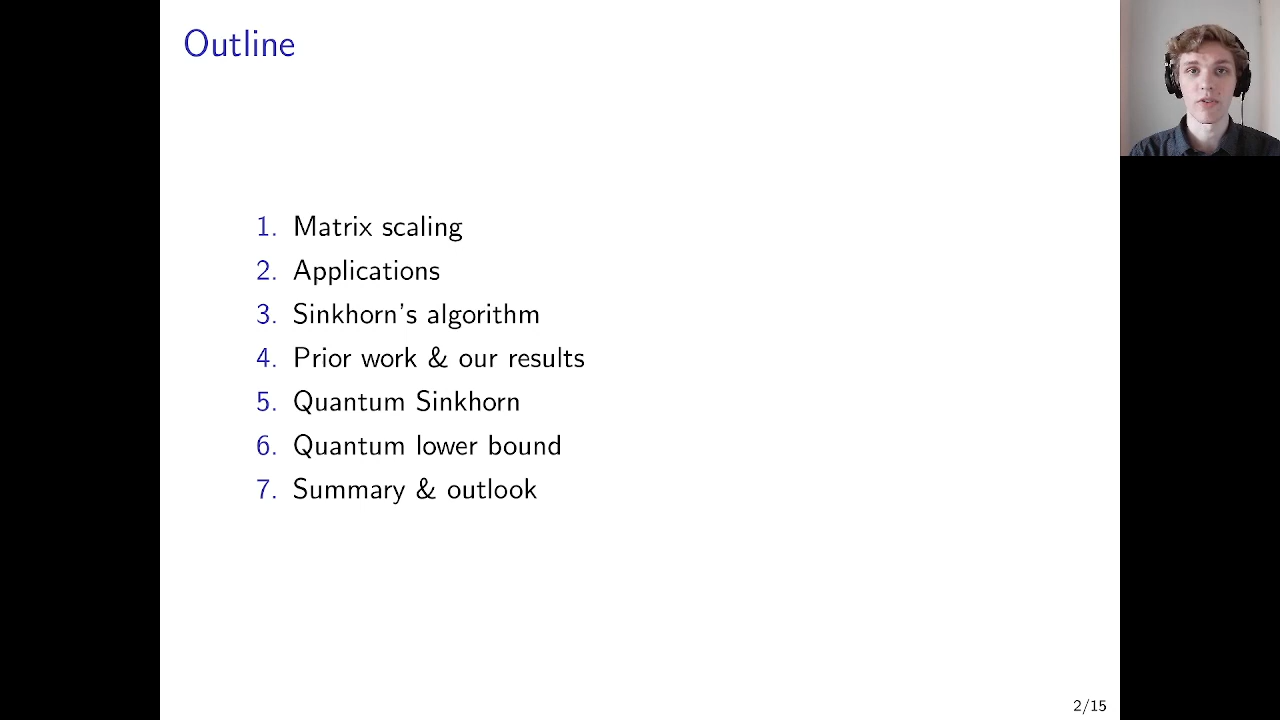 Outline
1. Matrix scaling
2. Applications
3. Sinkhorn's algorithm
4. Prior work & our results
5. Quantum Sinkhorn
6. Quantum lower bound
7. Summary & outlook
2/15